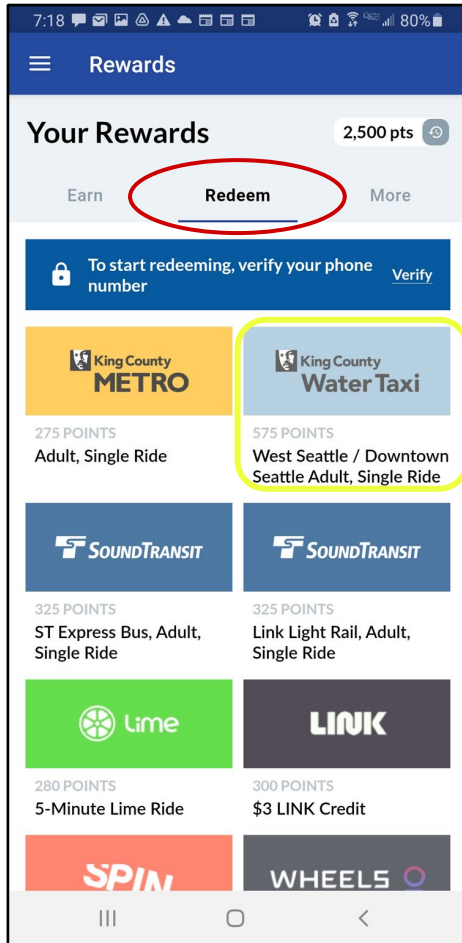 7:18
80%
Rewards
Your Rewards
2,500 pts
Earn
Redeem
More
To start redeeming, verify your phone
number
Verify
King County
METRO
275 POINTS
Adult, Single Ride
King County
Water Taxi
575 POINTS
West Seattle / Downtown
Seattle Adult, Single Ride
SOUNDTRANSIT
325 POINTS
ST Express Bus, Adult,
Single Ride
SOUNDTRANSIT
325 POINTS
Link Light Rail, Adult,
Single Ride
Lime
280 POINTS
5-Minute Lime Ride
LINK
300 POINTS
$3 LINK Credit
SPIN
WHEELS